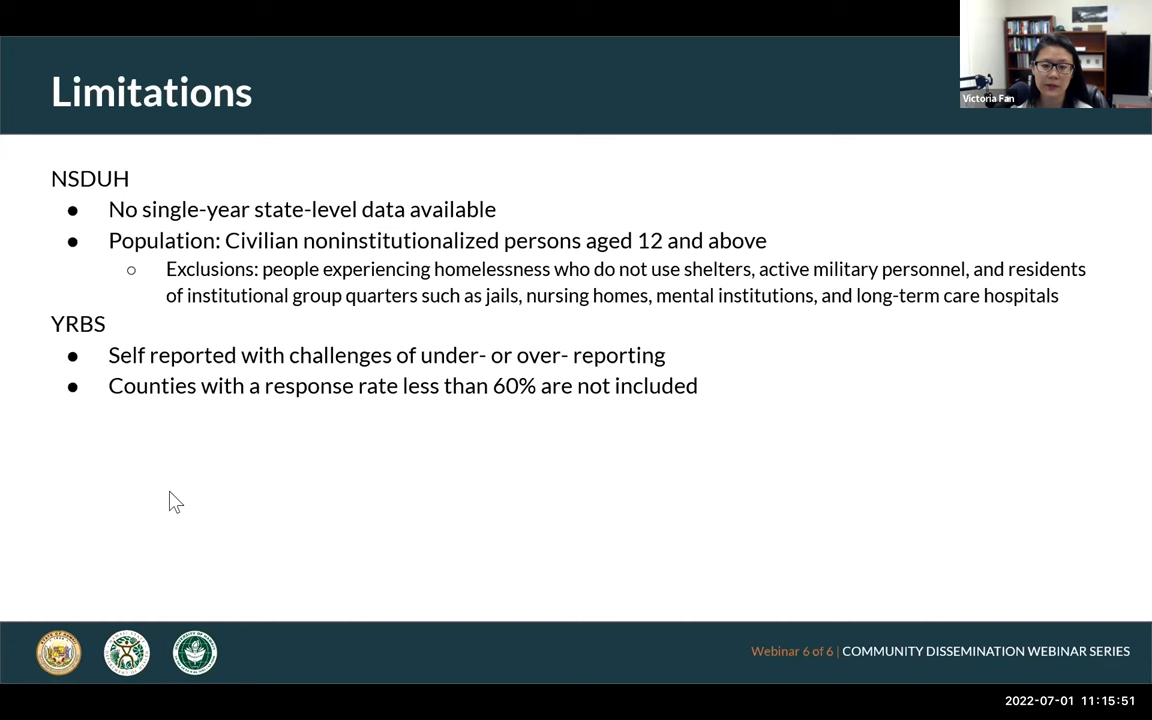 Limitations
Victoria Fan
NSDUH
● No single-year state-level data available
● Population: Civilian noninstitutionalized persons aged 12 and above
○ Exclusions: people experiencing homelessness who do not use shelters, active military personnel, and residents
of institutional group quarters such as jails, nursing homes, mental institutions, and long-term care hospitals
YRBS
● Self reported with challenges of under- or over- reporting
● Counties with a response rate less than 60% are not included
Webinar 6 of 6 | COMMUNITY DISSEMINATION WEBINAR SERIES
2022-07-01 11:15:51